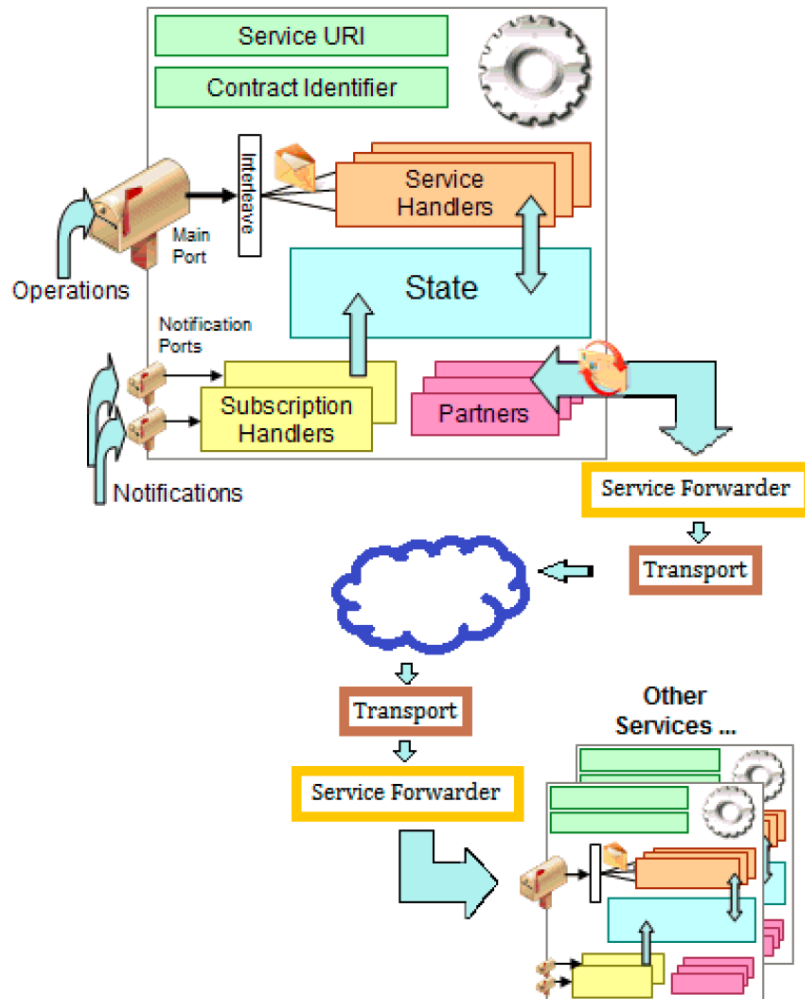 Service URI
Contract Identifier
Interleave
Service
Handlers
Main
Port
Operations
State
Notification
Ports
Subscription
Handlers
Partners
Notifications
Service Forwarder
Transport
Transport
Service Forwarder
Other
Services ...